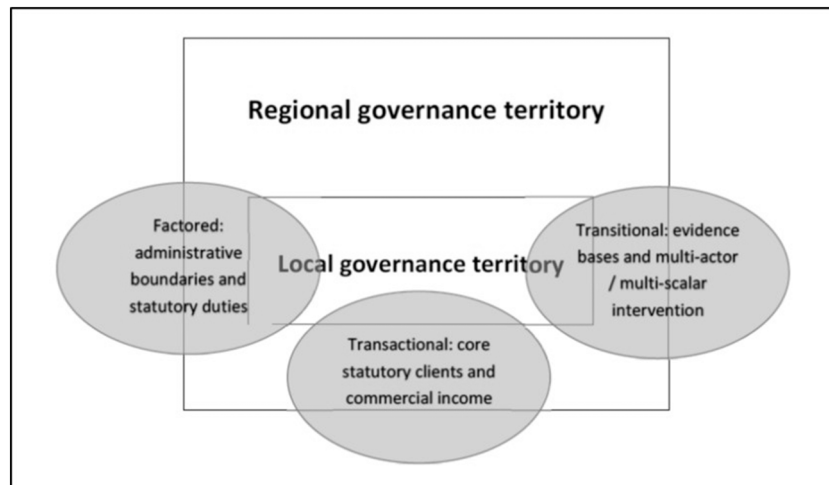 Regional governance territory
Factored:
administrative
boundaries and
statutory duties
Local governance territory
Transitional: evidence
bases and multi-actor
/ multi-scalar
intervention
Transactional: core
statutory clients and
commercial income